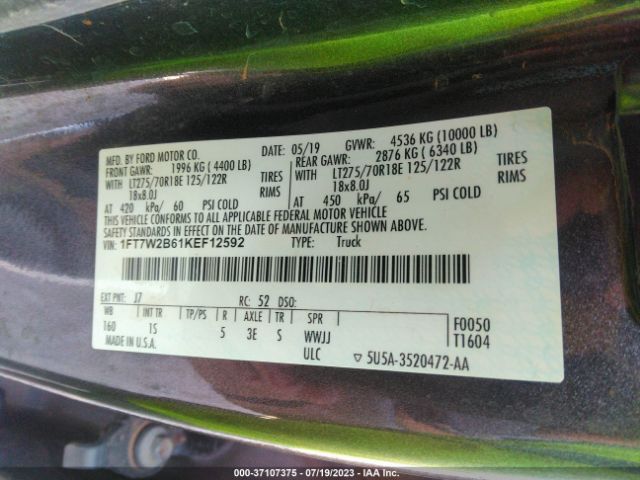 MFD. BY FORD MOTOR CO.
DATE: 05/19 GVWR: 4536 KG (10000 LB)
FRONT GAWR: 1996 KG (4400 LB)
REAR GAWR: 2876 KG (6340 LB)
WITH LT275/70R18E 125/122R TIRES
WITH LT275/70R18E 125/122R TIRES
18x8.0J RIMS
18x8.0J RIMS
AT 420 kPa/ 60 PSI COLD
AT 450 kPa/ 65 PSI COLD
THIS VEHICLE CONFORMS TO ALL APPLICABLE FEDERAL MOTOR VEHICLE
SAFETY STANDARDS IN EFFECT ON THE DATE OF MANUFACTURE SHOWN ABOVE.
VIN: 1FT7W2B61KEF12592 TYPE: Truck
EXT PNT: J7 RC: 52 DSO:
WB INT TR TP/PS R AXLE TR SPR F0050
160 1S 5 3E S WWJJ T1604
MADE IN U.S.A. ULC ▽ 5U5A-3520472-AA
000-37107375 - 07/19/2023 - IAA Inc.